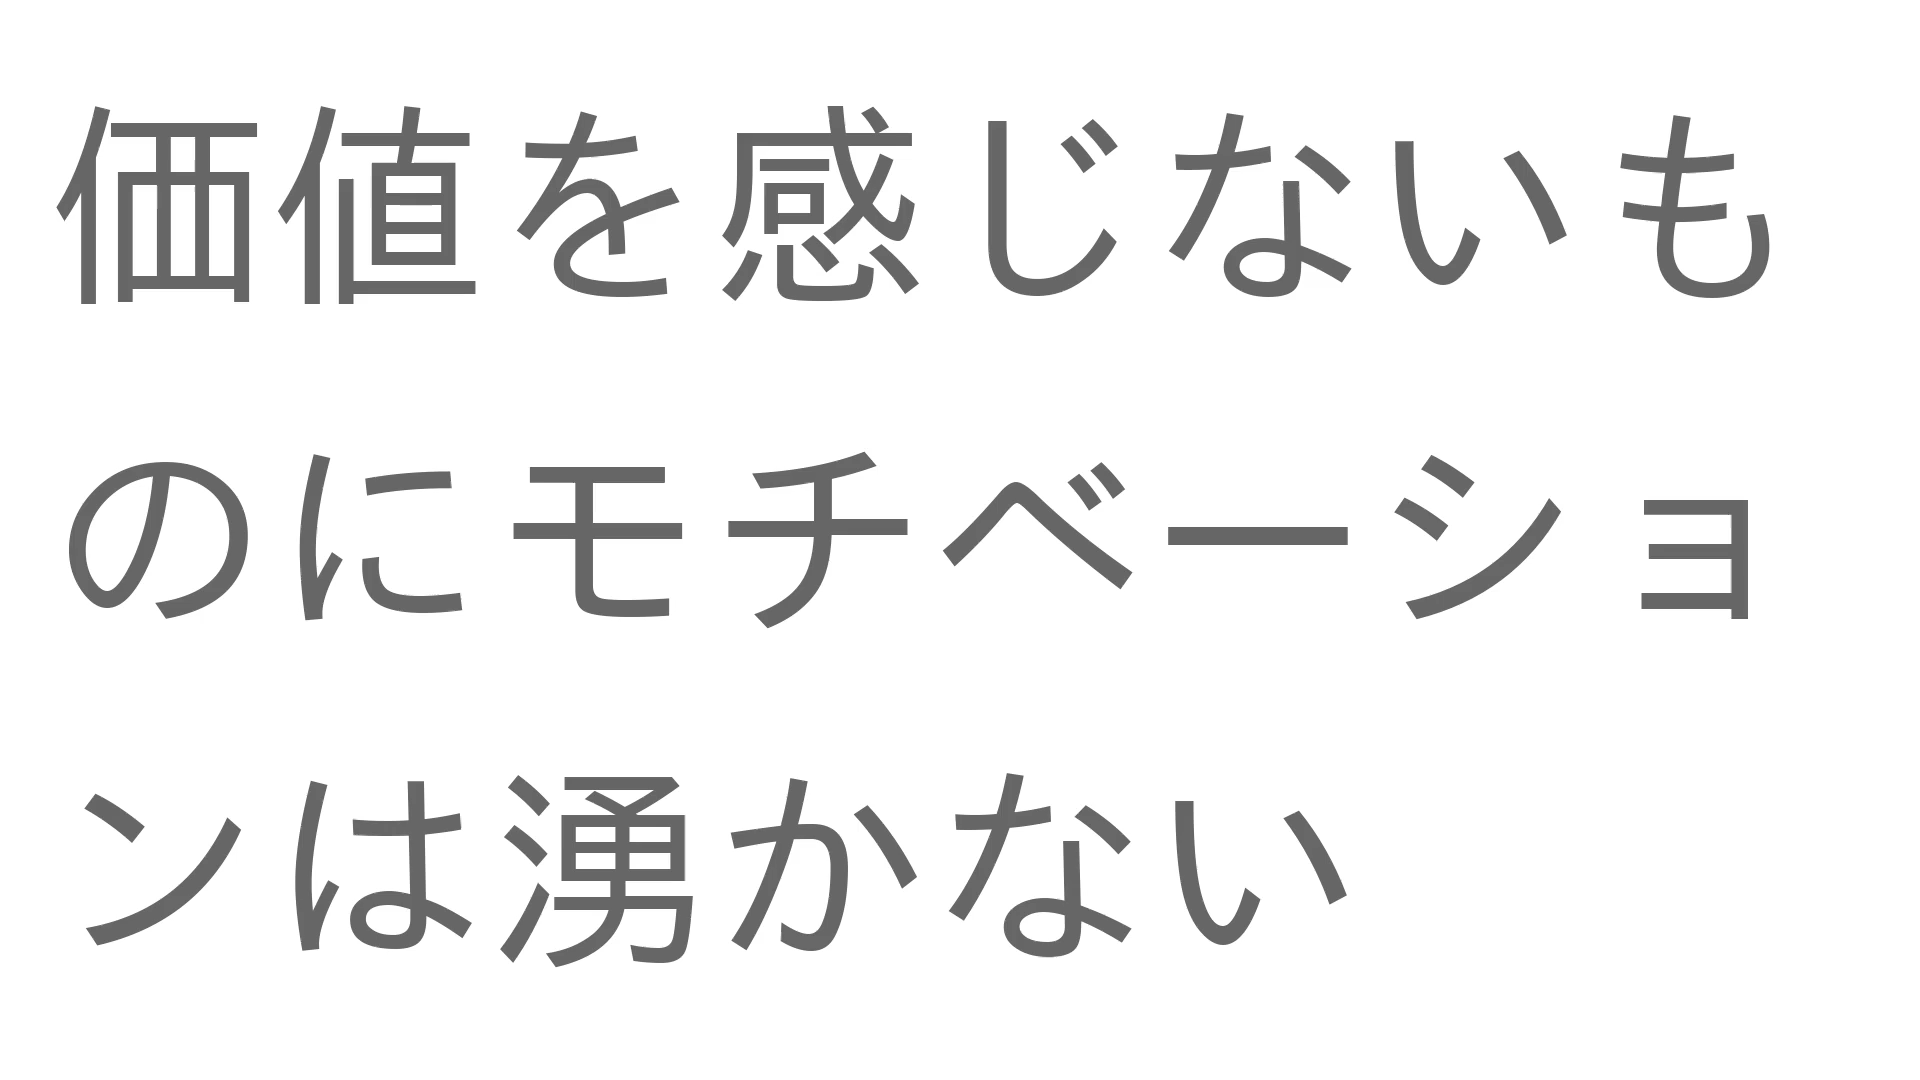 価値を感じないも
のにモチベーショ
ンは湧かない